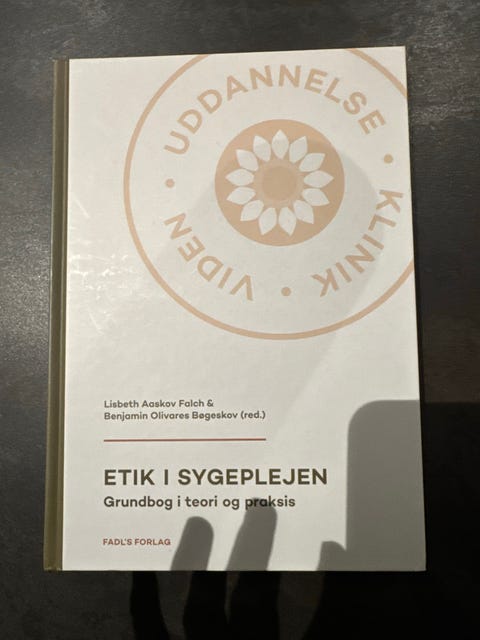 UDDANNELSE • KLINIK • VIDEN •
Lisbeth Aaskov Falch &
Benjamin Olivares Bøgeskov (red.)
ETIK I SYGEPLEJEN
Grundbog i teori og praksis
FADL'S FORLAG